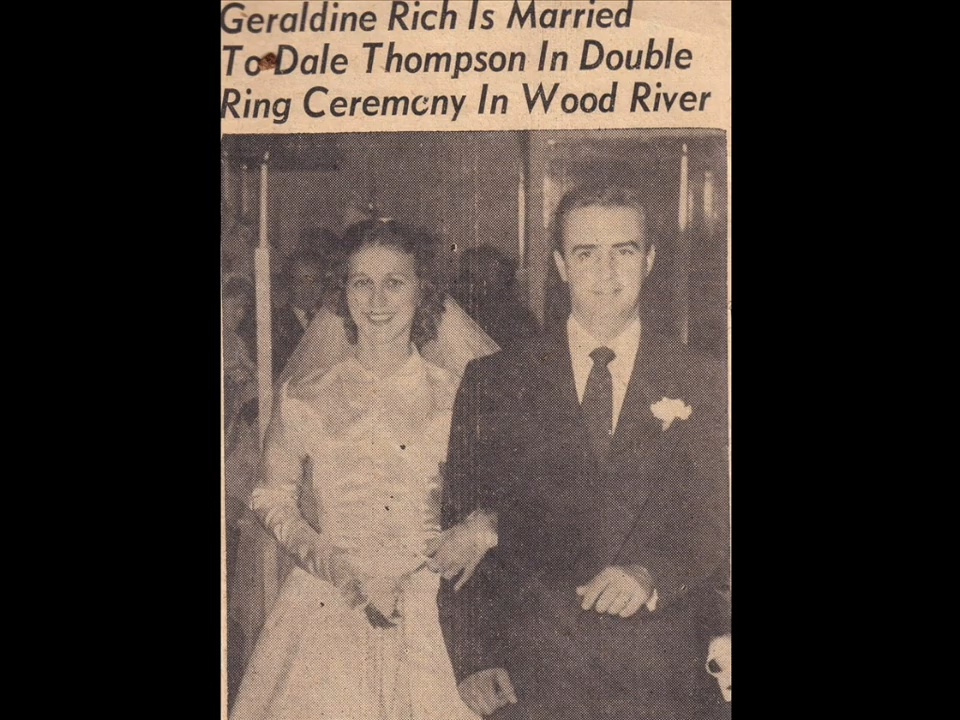 Geraldine Rich Is Married
To Dale Thompson In Double
Ring Ceremony In Wood River